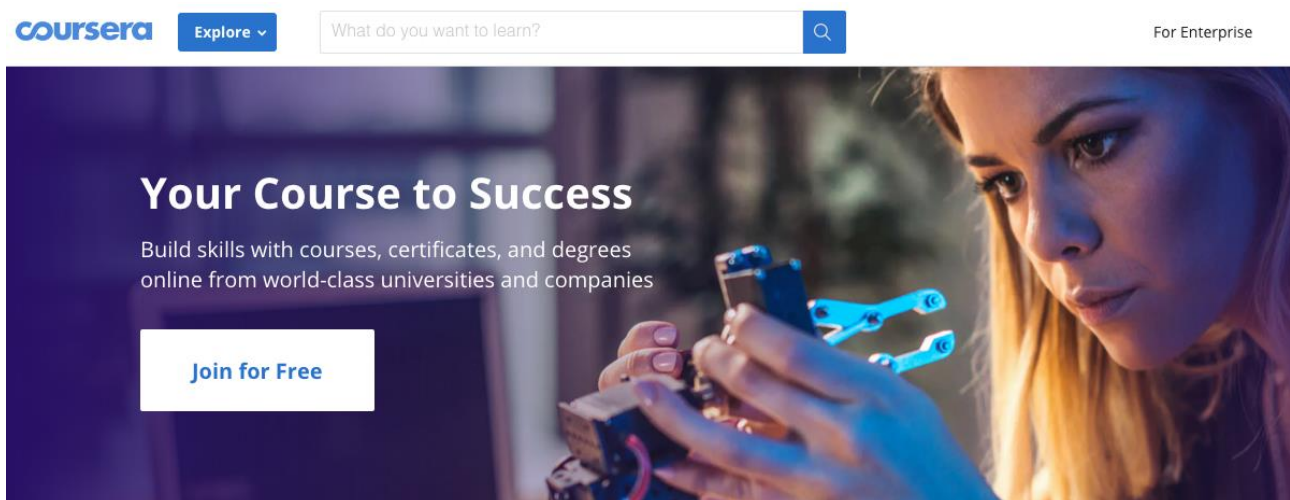 coursera
Explore
What do you want to learn?
For Enterprise
Your Course to Success
Build skills with courses, certificates, and degrees
online from world-class universities and companies
Join for Free